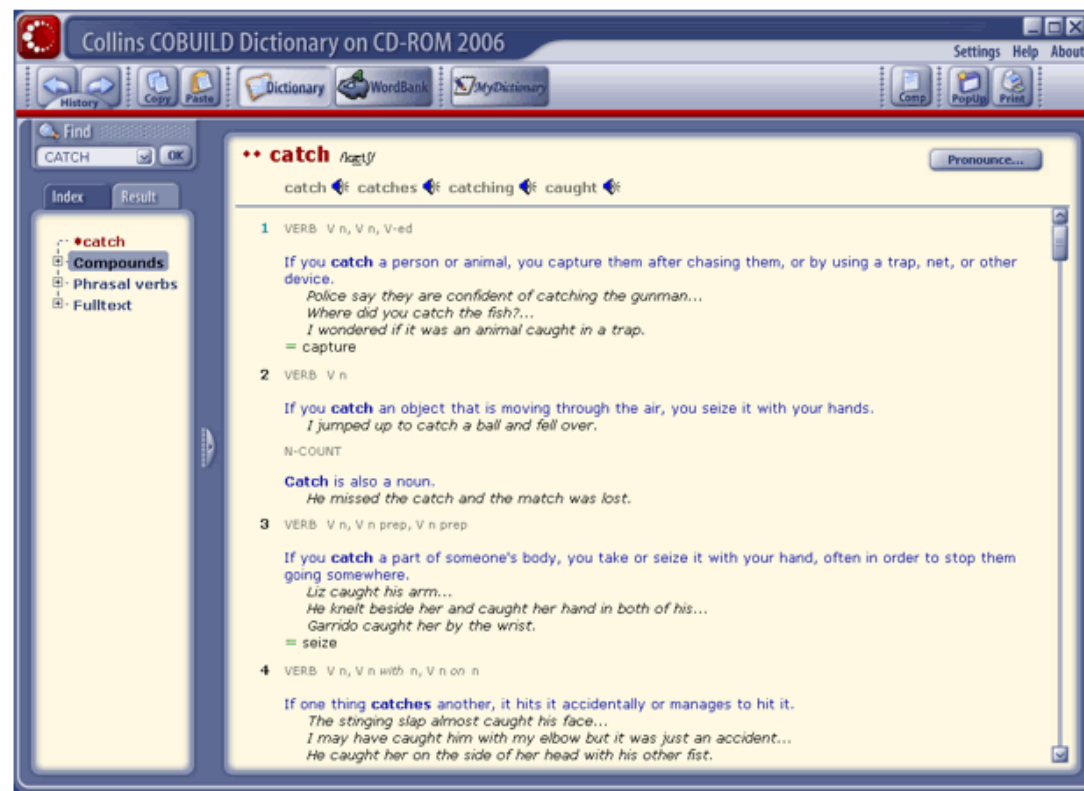 Collins COBUILD Dictionary on CD-ROM 2006
Settings Help About
History Copy Paste Dictionary WordBank MyDictionary Comp PopUp Print
Find
CATCH OK
Index Result
catch
Compounds
Phrasal verbs
Fulltext
catch /kætʃ/ Pronounce...
catch catches catching caught
1 VERB V n, V n, V-ed
If you catch a person or animal, you capture them after chasing them, or by using a trap, net, or other
device.
Police say they are confident of catching the gunman...
Where did you catch the fish?...
I wondered if it was an animal caught in a trap.
= capture
2 VERB V n
If you catch an object that is moving through the air, you seize it with your hands.
I jumped up to catch a ball and fell over.
N-COUNT
Catch is also a noun.
He missed the catch and the match was lost.
3 VERB V n, V n prep, V n prep
If you catch a part of someone's body, you take or seize it with your hand, often in order to stop them
going somewhere.
Liz caught his arm...
He knelt beside her and caught her hand in both of his...
Garrido caught her by the wrist.
= seize
4 VERB V n, V n with n, V n on n
If one thing catches another, it hits it accidentally or manages to hit it.
The stinging slap almost caught his face...
I may have caught him with my elbow but it was just an accident...
He caught her on the side of her head with his other fist.